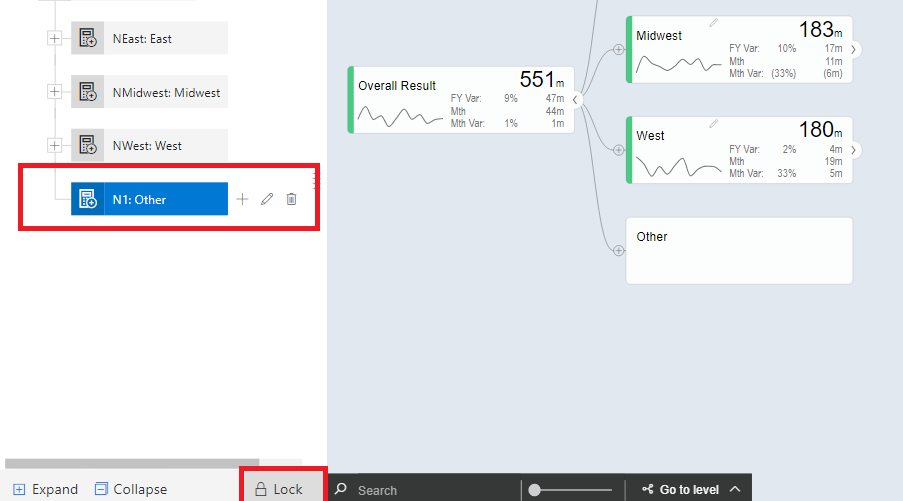 NEast: East
NMidwest: Midwest
NWest: West
N1: Other
Expand
Collapse
Lock
Overall Result
551m
FY Var: 9% 47m
Mth 44m
Mth Var: 1% 1m
Midwest
183m
FY Var: 10% 17m
Mth 11m
Mth Var: (33%) (6m)
West
180m
FY Var: 2% 4m
Mth 19m
Mth Var: 33% 5m
Other
Search
Go to level